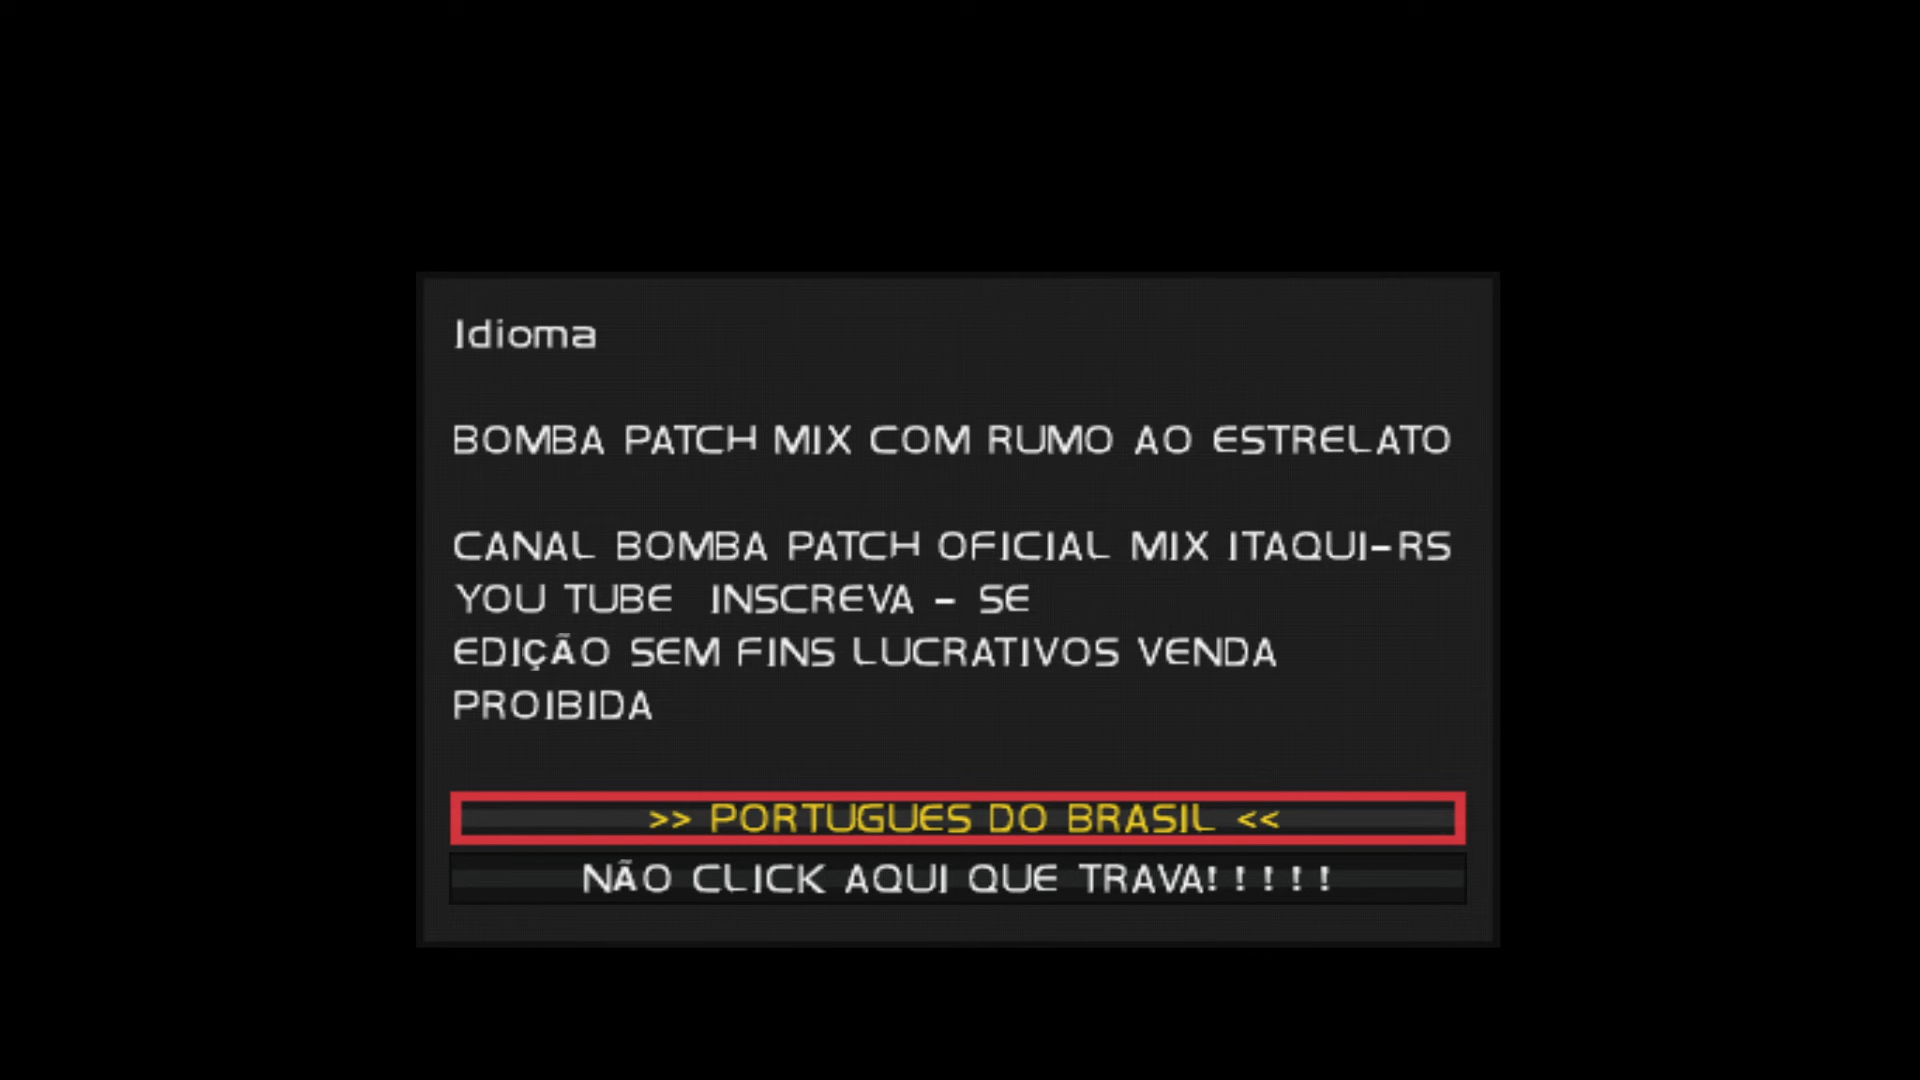 Idioma
BOMBA PATCH MIX COM RUMO AO ESTRELATO
CANAL BOMBA PATCH OFICIAL MIX ITAQUI-RS
YOU TUBE  INSCREVA - SE
EDIÇÃO SEM FINS LUCRATIVOS VENDA
PROIBIDA
>> PORTUGUES DO BRASIL <<
NÃO CLICK AQUI QUE TRAVA!!!!!